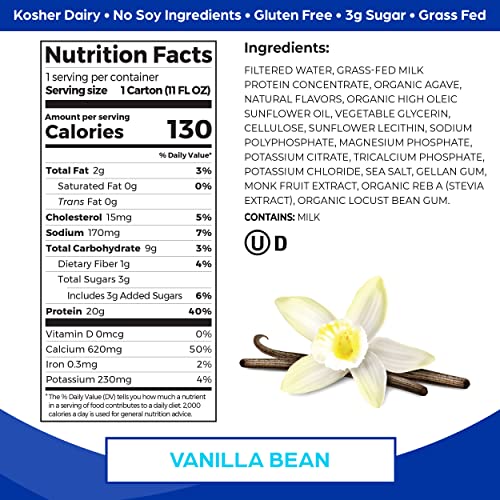 Kosher Dairy • No Soy Ingredients • Gluten Free • 3g Sugar • Grass Fed
Nutrition Facts
1 serving per container
Serving size 1 Carton (11 FL OZ)
Amount per serving
Calories 130
% Daily Value*
Total Fat 2g 3%
Saturated Fat 0g 0%
Trans Fat 0g
Cholesterol 15mg 5%
Sodium 170mg 7%
Total Carbohydrate 9g 3%
Dietary Fiber 1g 4%
Total Sugars 3g
Includes 3g Added Sugars 6%
Protein 20g 40%
Vitamin D 0mcg 0%
Calcium 620mg 50%
Iron 0.3mg 2%
Potassium 230mg 4%
*The % Daily Value (DV) tells you how much a nutrient
in a serving of food contributes to a daily diet. 2,000
calories a day is used for general nutrition advice.
Ingredients:
FILTERED WATER, GRASS-FED MILK
PROTEIN CONCENTRATE, ORGANIC AGAVE,
NATURAL FLAVORS, ORGANIC HIGH OLEIC
SUNFLOWER OIL, VEGETABLE GLYCERIN,
CELLULOSE, SUNFLOWER LECITHIN, SODIUM
POLYPHOSPHATE, MAGNESIUM PHOSPHATE,
POTASSIUM CITRATE, TRICALCIUM PHOSPHATE,
POTASSIUM CHLORIDE, SEA SALT, GELLAN GUM,
MONK FRUIT EXTRACT, ORGANIC REB A (STEVIA
EXTRACT), ORGANIC LOCUST BEAN GUM.
CONTAINS: MILK
U D
VANILLA BEAN